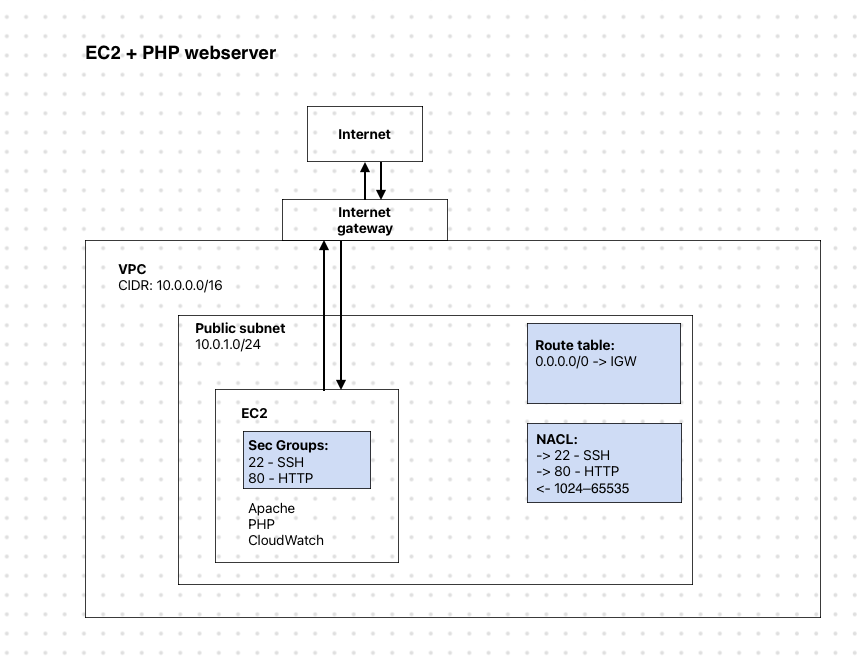 EC2 + PHP webserver
Internet
Internet
gateway
VPC
CIDR: 10.0.0.0/16
Public subnet
10.0.1.0/24
Route table:
0.0.0.0/0 -> IGW
EC2
Sec Groups:
22 - SSH
80 - HTTP
Apache
PHP
CloudWatch
NACL:
-> 22 - SSH
-> 80 - HTTP
<- 1024–65535